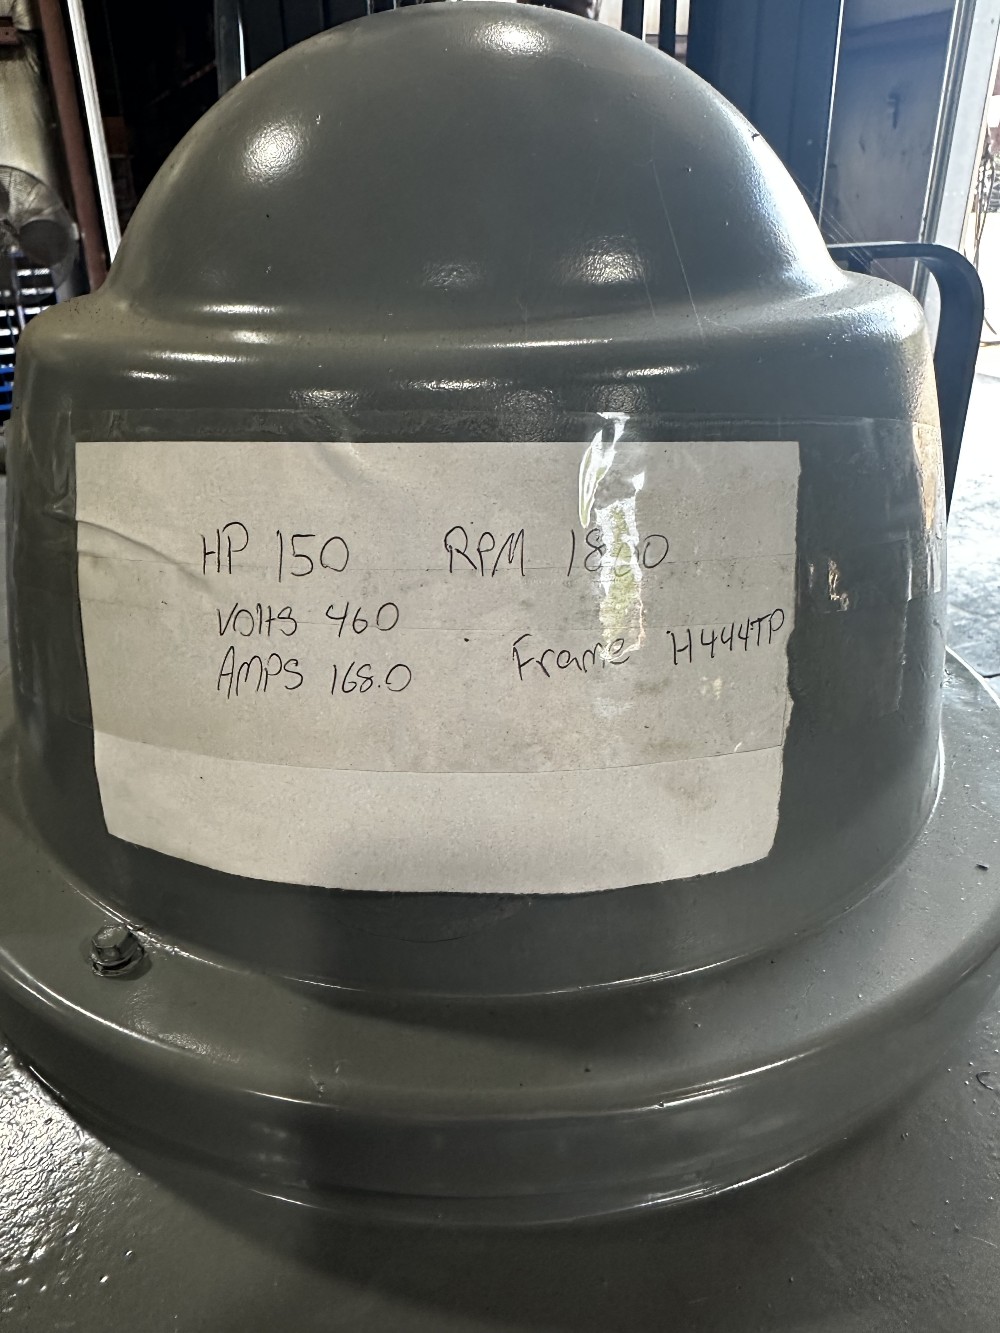 HP 150 RPM 1800
VOltS 460
AMPS 168.0 Frame H444TP